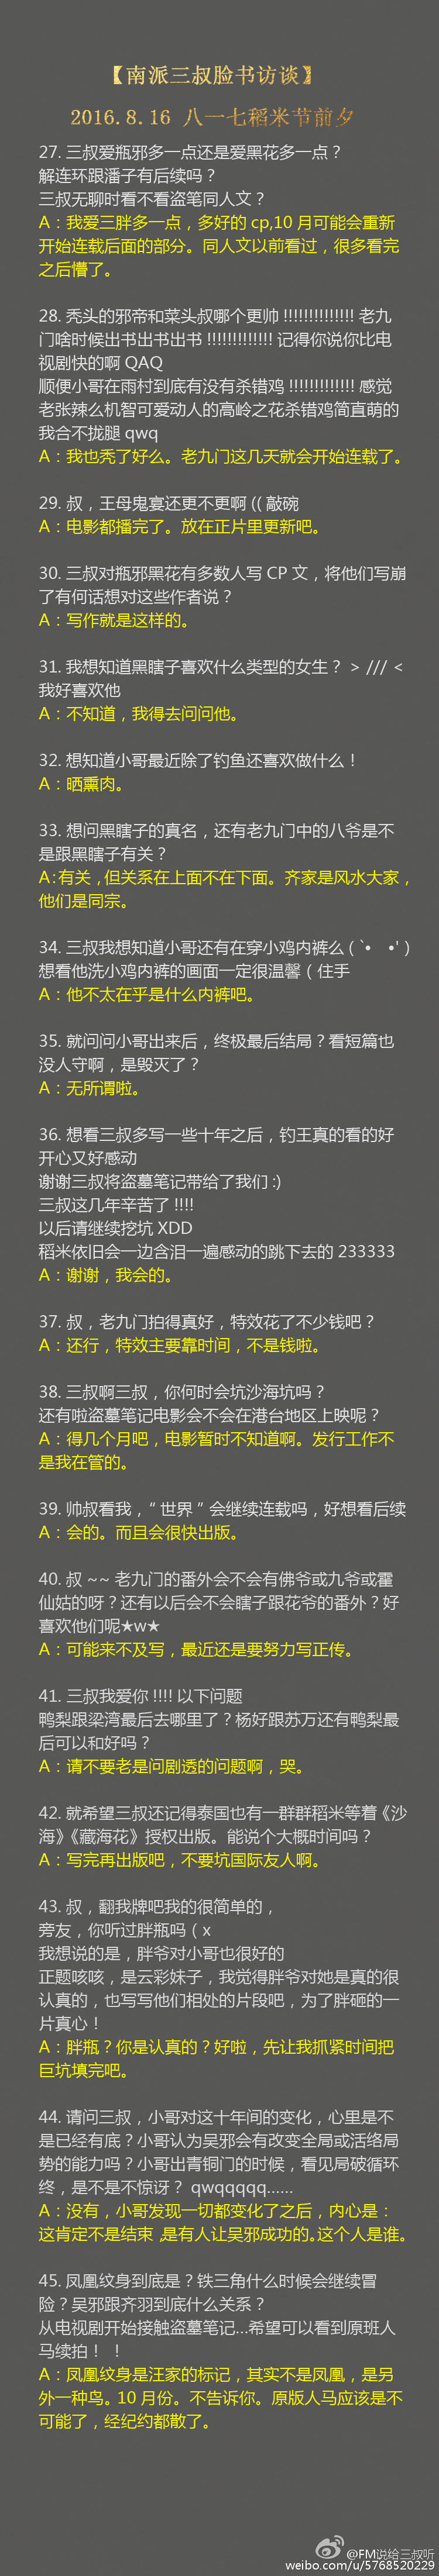 【南派三叔脸书访谈】
2016.8.16 八一七稻米节前夕
27. 三叔爱瓶邪多一点还是爱黑花多一点？
解连环跟潘子有后续吗？
三叔无聊时看不看盗笔同人文？
A：我爱三胖多一点，多好的 cp,10 月可能会重新
开始连载后面的部分。同人文以前看过，很多看完
之后懵了。
28. 秃头的邪帝和菜头叔哪个更帅 !!!!!!!!!!!!!! 老九
门啥时候出书出书出书 !!!!!!!!!!!!! 记得你说你比电
视剧快的啊 QAQ
顺便小哥在雨村到底有没有杀错鸡 !!!!!!!!!!!!! 感觉
老张辣么机智可爱动人的高岭之花杀错鸡简直萌的
我合不拢腿 qwq
A：我也秃了好么。老九门这几天就会开始连载了。
29. 叔，王母鬼宴还更不更啊 (( 敲碗
A：电影都播完了。放在正片里更新吧。
30. 三叔对瓶邪黑花有多数人写 CP 文，将他们写崩
了有何话想对这些作者说？
A：写作就是这样的。
31. 我想知道黑瞎子喜欢什么类型的女生？ > /// <
我好喜欢他
A：不知道，我得去问问他。
32. 想知道小哥最近除了钓鱼还喜欢做什么！
A：晒熏肉。
33. 想问黑瞎子的真名，还有老九门中的八爷是不
是跟黑瞎子有关？
A：有关，但关系在上面不在下面。齐家是风水大家，
他们是同宗。
34. 三叔我想知道小哥还有在穿小鸡内裤么 ( `•  •' )
想看他洗小鸡内裤的画面一定很温馨（住手
A：他不太在乎是什么内裤吧。
35. 就问问小哥出来后，终极最后结局？看短篇也
没人守啊，是毁灭了？
A：无所谓啦。
36. 想看三叔多写一些十年之后，钓王真的看的好
开心又好感动
谢谢三叔将盗墓笔记带给了我们 :)
三叔这几年辛苦了 !!!!
以后请继续挖坑 XDD
稻米依旧会一边含泪一遍感动的跳下去的 233333
A：谢谢，我会的。
37. 叔，老九门拍得真好，特效花了不少钱吧？
A：还行，特效主要靠时间，不是钱啦。
38. 三叔啊三叔，你何时会坑沙海坑吗？
还有啦盗墓笔记电影会不会在港台地区上映呢？
A：得几个月吧，电影暂时不知道啊。发行工作不
是我在管的。
39. 帅叔看我，“ 世界 ” 会继续连载吗，好想看后续
A：会的。而且会很快出版。
40. 叔 ~~ 老九门的番外会不会有佛爷或九爷或霍
仙姑的呀？还有以后会不会瞎子跟花爷的番外？好
喜欢他们呢★w★
A：可能来不及写，最近还是要努力写正传。
41. 三叔我爱你 !!!! 以下问题
鸭梨跟梁湾最后去哪里了？杨好跟苏万还有鸭梨最
后可以和好吗？
A：请不要老是问剧透的问题啊，哭。
42. 就希望三叔还记得泰国也有一群群稻米等着《沙
海》《藏海花》授权出版。能说个大概时间吗？
A：写完再出版吧，不要坑国际友人啊。
43. 叔，翻我牌吧我的很简单的，
旁友，你听过胖瓶吗（x
我想说的是，胖爷对小哥也很好的
正题咳咳，是云彩妹子，我觉得胖爷对她是真的很
认真的，也写写他们相处的片段吧，为了胖砸的一
片真心！
A：胖瓶？你是认真的？好啦，先让我抓紧时间把
巨坑填完吧。
44. 请问三叔，小哥对这十年间的变化，心里是不
是已经有底？小哥认为吴邪会有改变全局或活络局
势的能力吗？小哥出青铜门的时候，看见局破循环
终，是不是不惊讶？ qwqqqqq......
A：没有，小哥发现一切都变化了之后，内心是：
这肯定不是结束，是有人让吴邪成功的。这个人是谁。
45. 凤凰纹身到底是？铁三角什么时候会继续冒
险？吴邪跟齐羽到底什么关系？
从电视剧开始接触盗墓笔记...希望可以看到原班人
马续拍！ ！
A：凤凰纹身是汪家的标记，其实不是凤凰，是另
外一种鸟。10 月份。不告诉你。原版人马应该是不
可能了，经纪约都散了。
@FM说给三叔听
weibo.com/u/5768520229